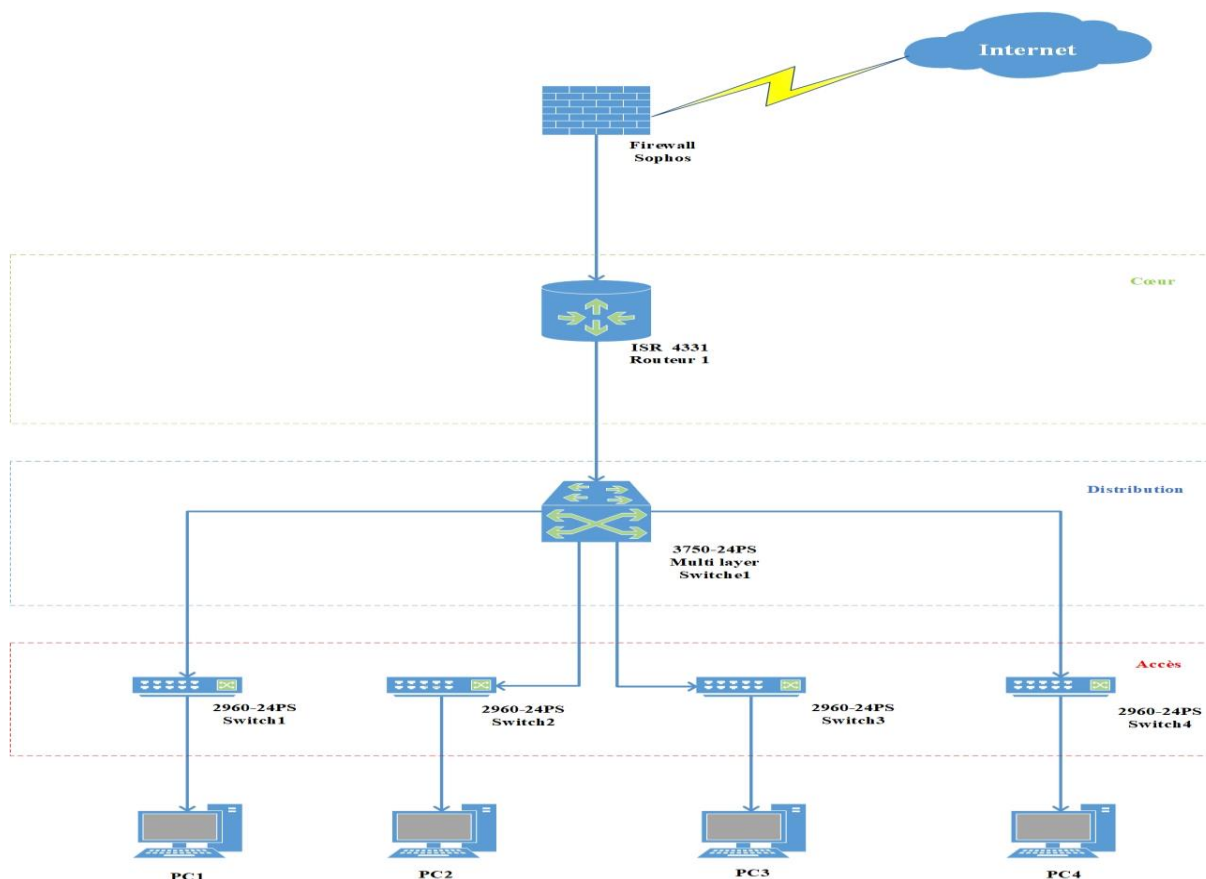 Internet
Firewall
Sophos
Cœur
ISR 4331
Routeur 1
Distribution
3750-24PS
Multi layer
Switche1
Accès
2960-24PS
Switch1
2960-24PS
Switch2
2960-24PS
Switch3
2960-24PS
Switch4
PC1
PC2
PC3
PC4